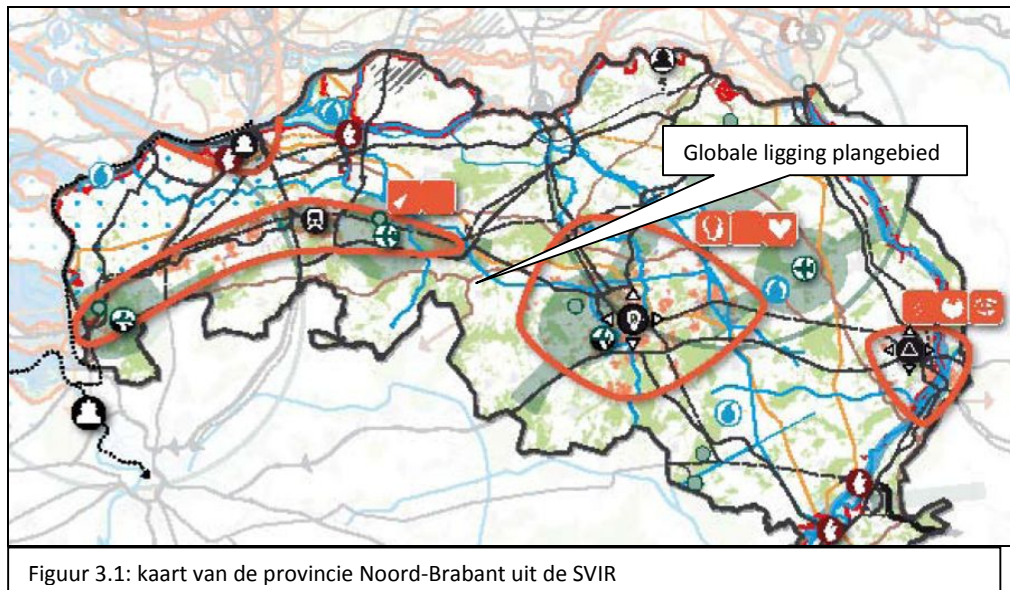 Globale ligging plangebied
Figuur 3.1: kaart van de provincie Noord-Brabant uit de SVIR